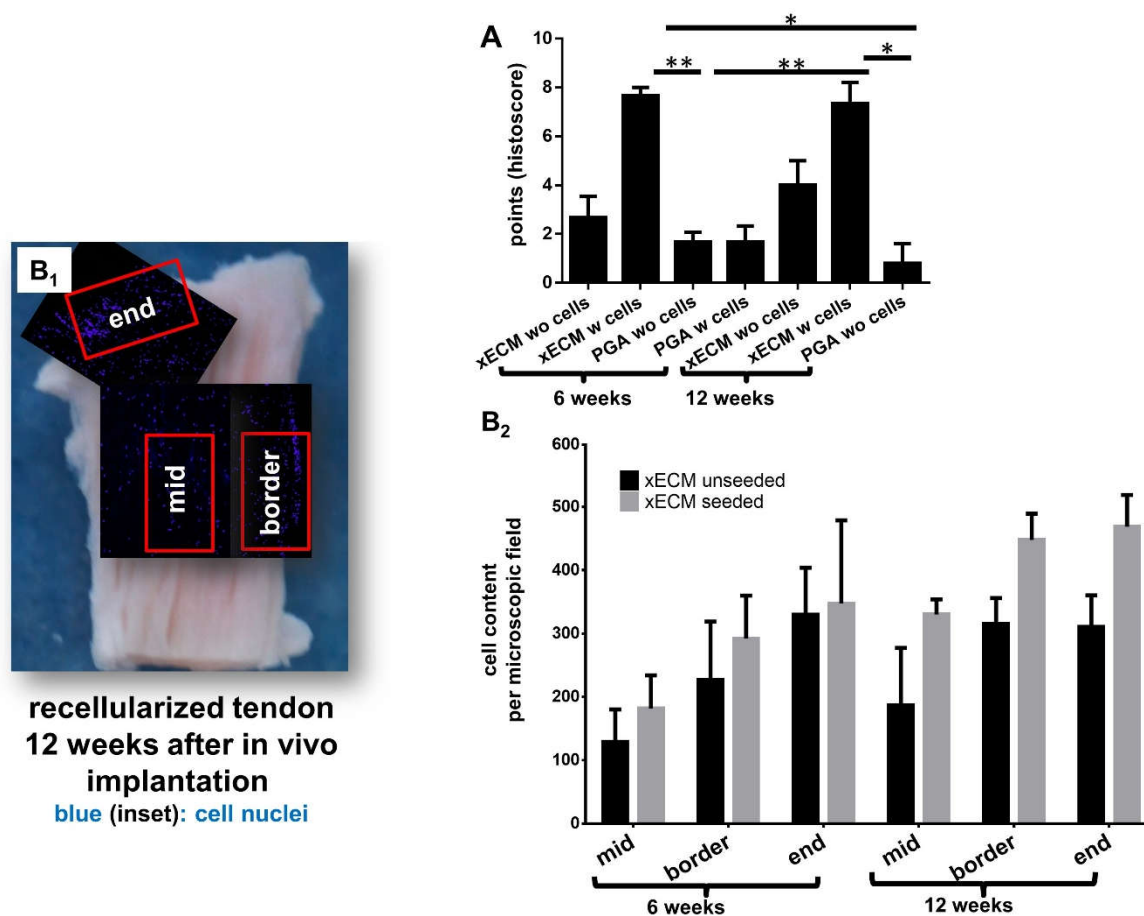 A
*
**
**
*
10
8
6
4
2
0
points (histoscore)
xECM wo cells
xECM w cells
PGA wo cells
PGA w cells
xECM wo cells
xECM w cells
PGA wo cells
6 weeks
12 weeks
B1
end
mid
border
recellularized tendon
12 weeks after in vivo
implantation
blue (inset): cell nuclei
B2
600
500
400
300
200
100
0
cell content
per microscopic field
xECM unseeded
xECM seeded
mid
border
end
mid
border
end
6 weeks
12 weeks